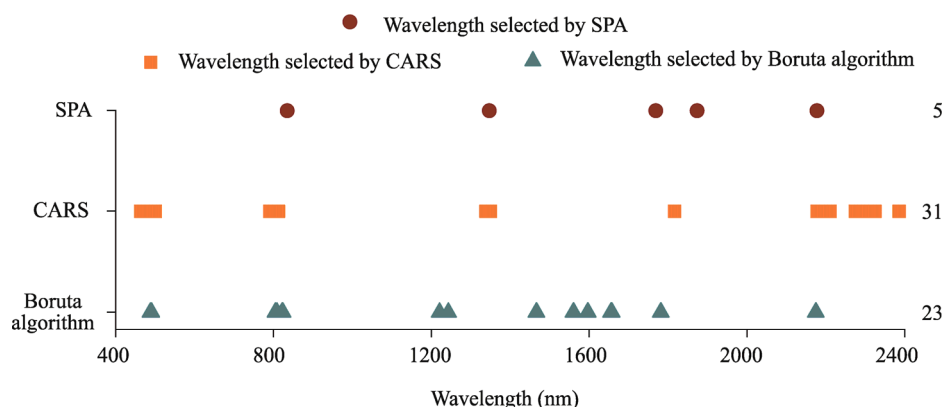 Wavelength selected by SPA
Wavelength selected by CARS
Wavelength selected by Boruta algorithm
SPA
5
CARS
31
Boruta
algorithm
23
400
800
1200
1600
2000
2400
Wavelength (nm)